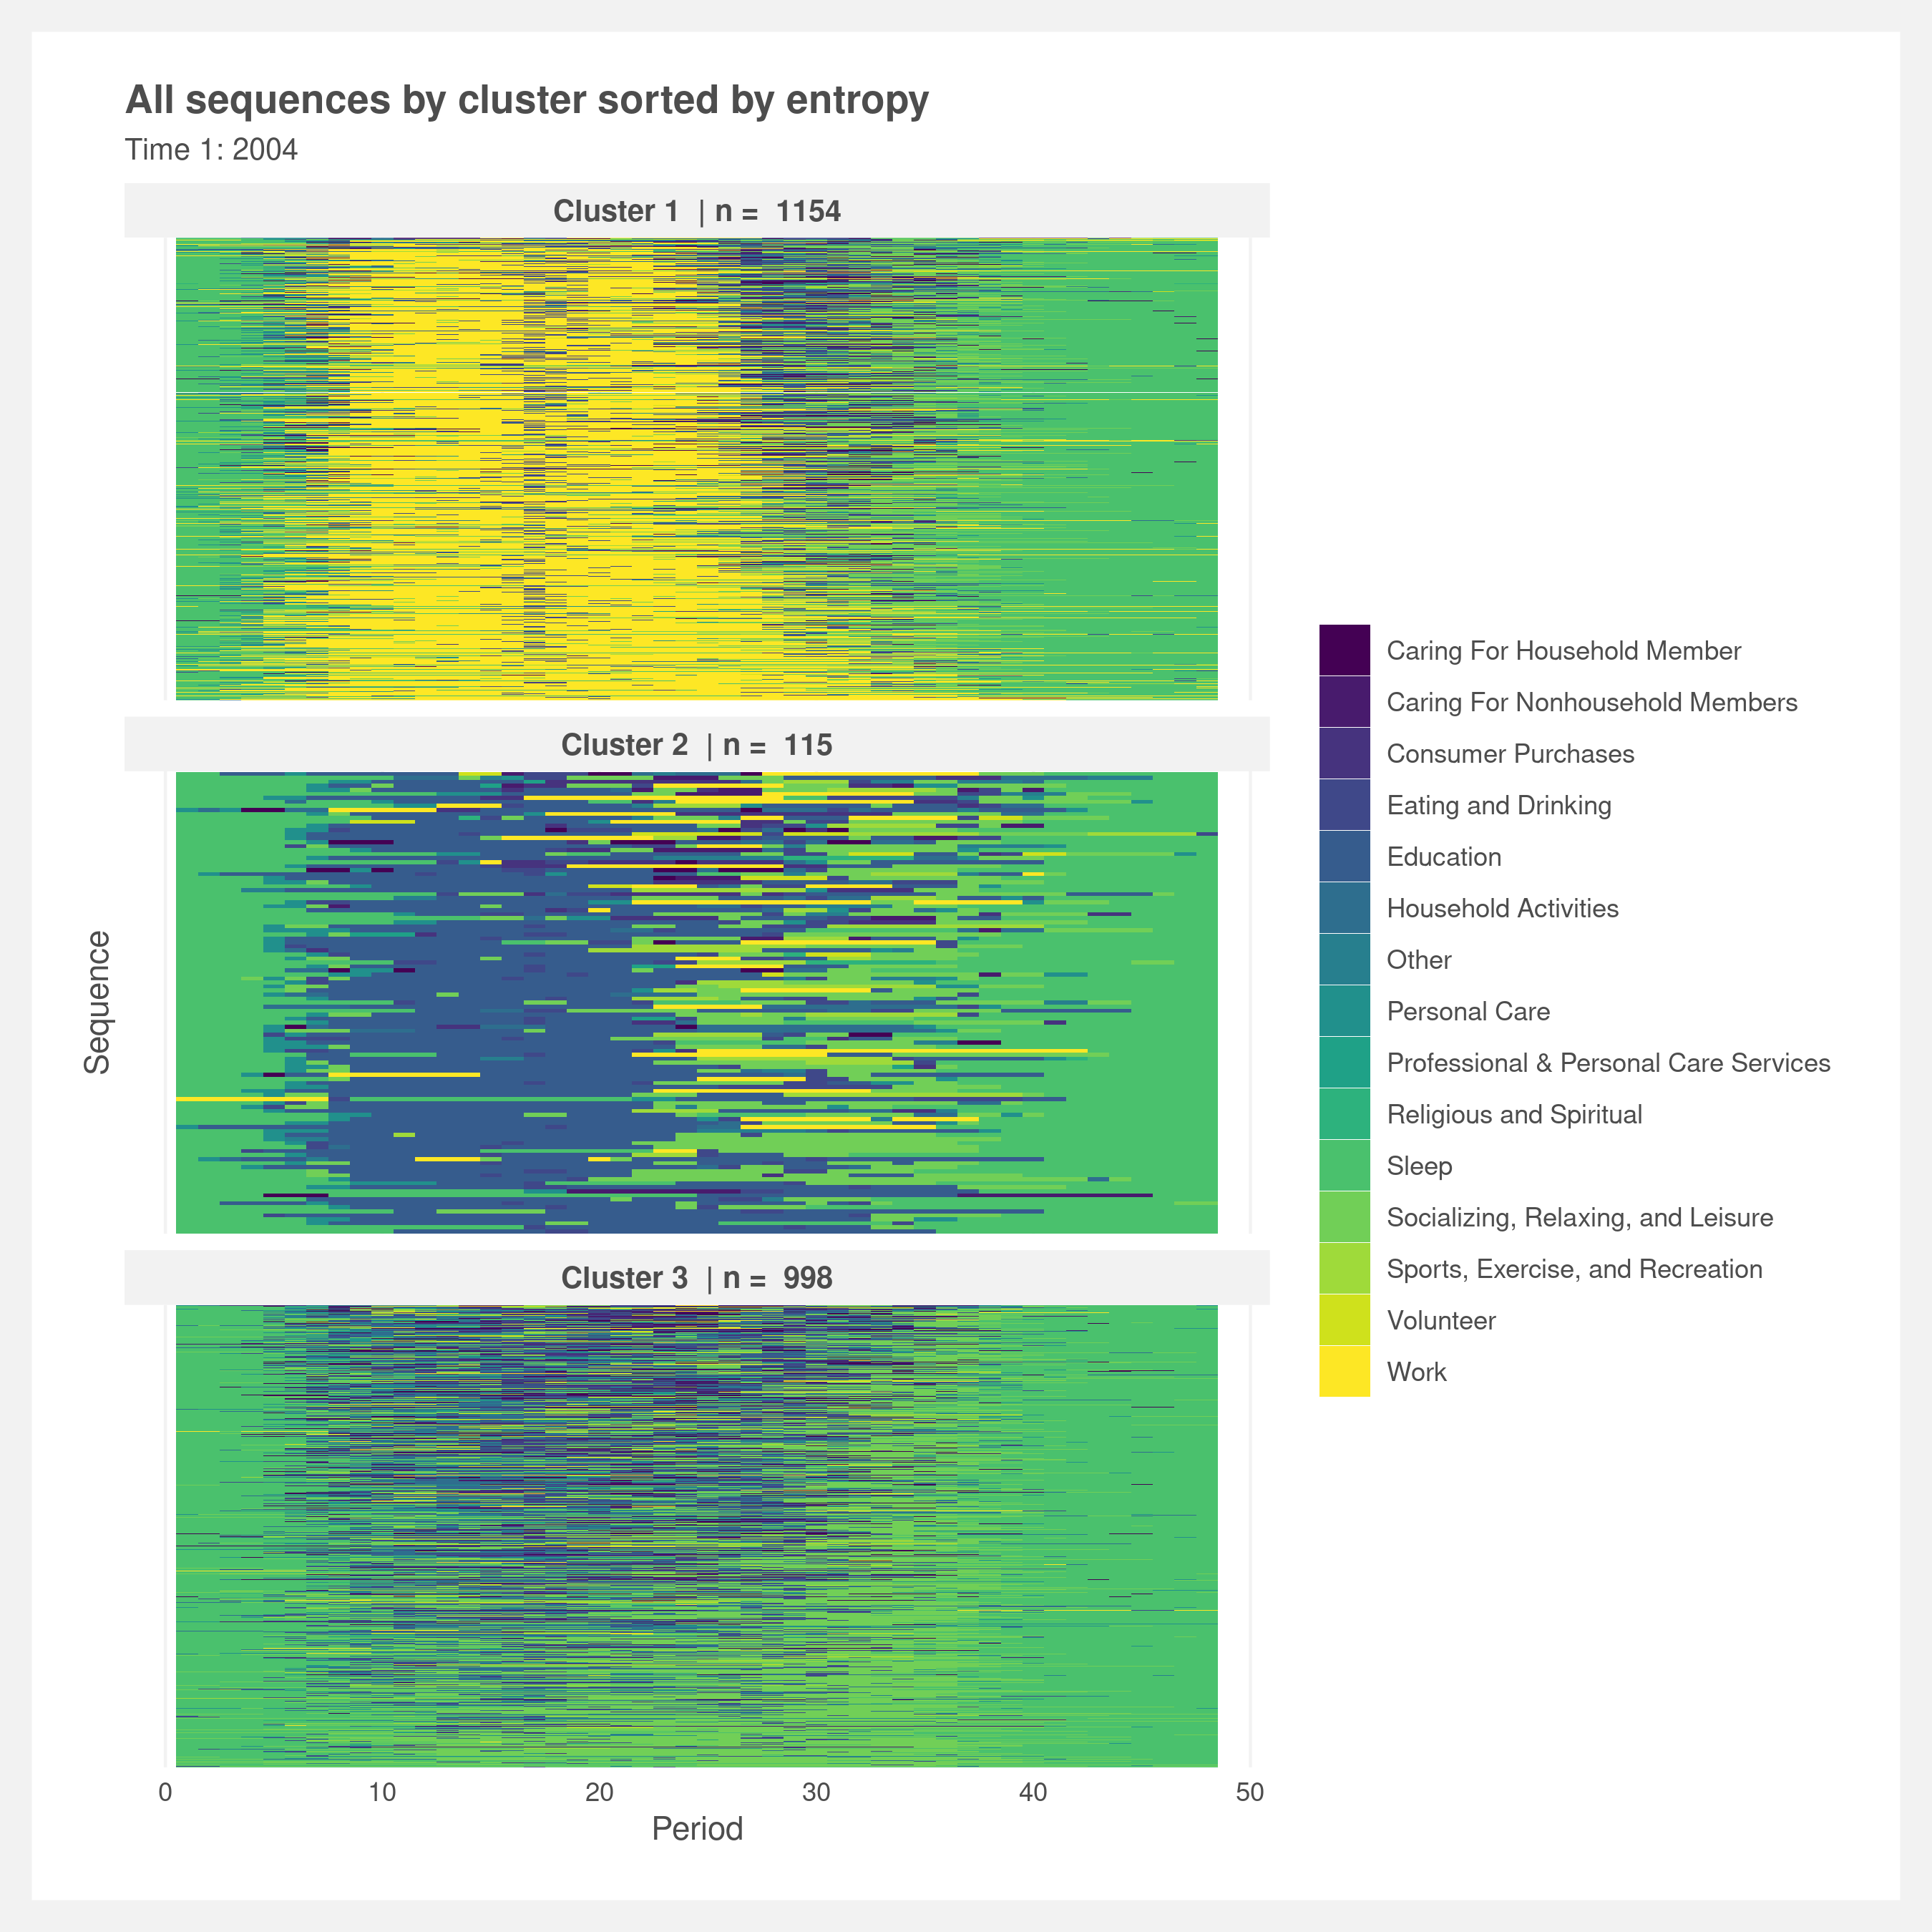 All sequences by cluster sorted by entropy
Time 1: 2004
Cluster 1 | n = 1154
Cluster 2 | n = 115
Cluster 3 | n = 998
Sequence
0 10 20 30 40 50
Period
Caring For Household Member
Caring For Nonhousehold Members
Consumer Purchases
Eating and Drinking
Education
Household Activities
Other
Personal Care
Professional & Personal Care Services
Religious and Spiritual
Sleep
Socializing, Relaxing, and Leisure
Sports, Exercise, and Recreation
Volunteer
Work